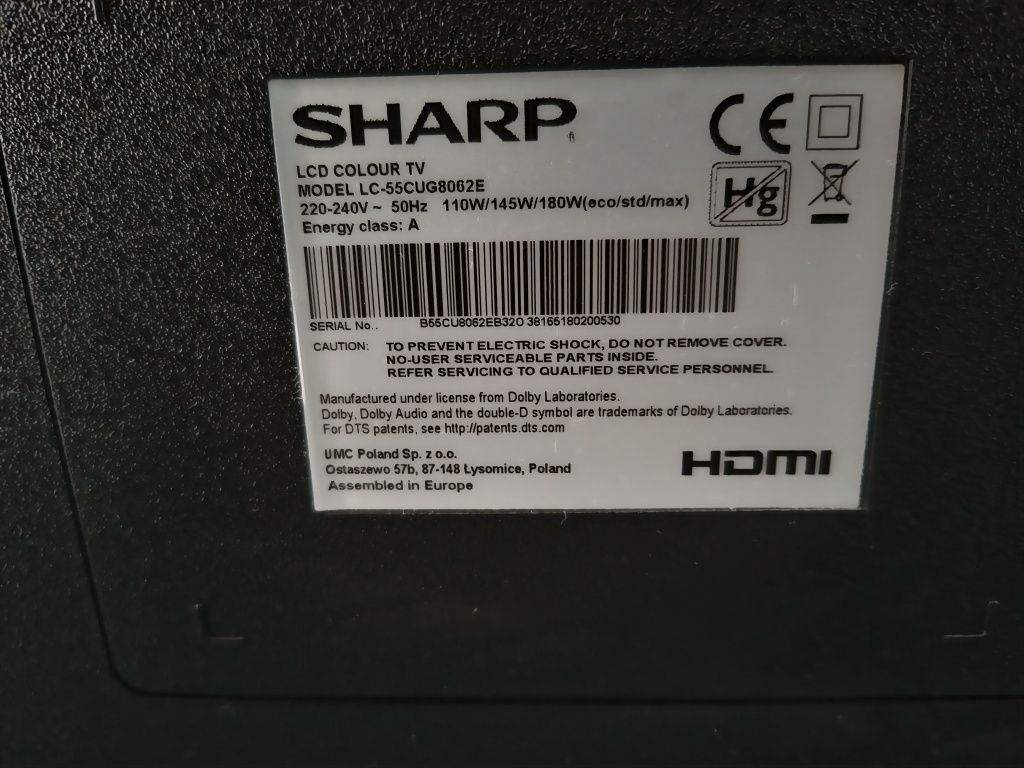 SHARP
LCD COLOUR TV
MODEL LC-55CUG8062E
220-240V ~ 50Hz 110W/145W/180W(eco/std/max)
Energy class: A
CE
Hg
SERIAL No.. B55CU8062EB32O 38165180200530
CAUTION: TO PREVENT ELECTRIC SHOCK, DO NOT REMOVE COVER.
NO-USER SERVICEABLE PARTS INSIDE.
REFER SERVICING TO QUALIFIED SERVICE PERSONNEL.
Manufactured under license from Dolby Laboratories.
Dolby, Dolby Audio and the double-D symbol are trademarks of Dolby Laboratories.
For DTS patents, see http://patents.dts.com
UMC Poland Sp. z o.o.
Ostaszewo 57b, 87-148 Łysomice, Poland
Assembled in Europe
HDMI